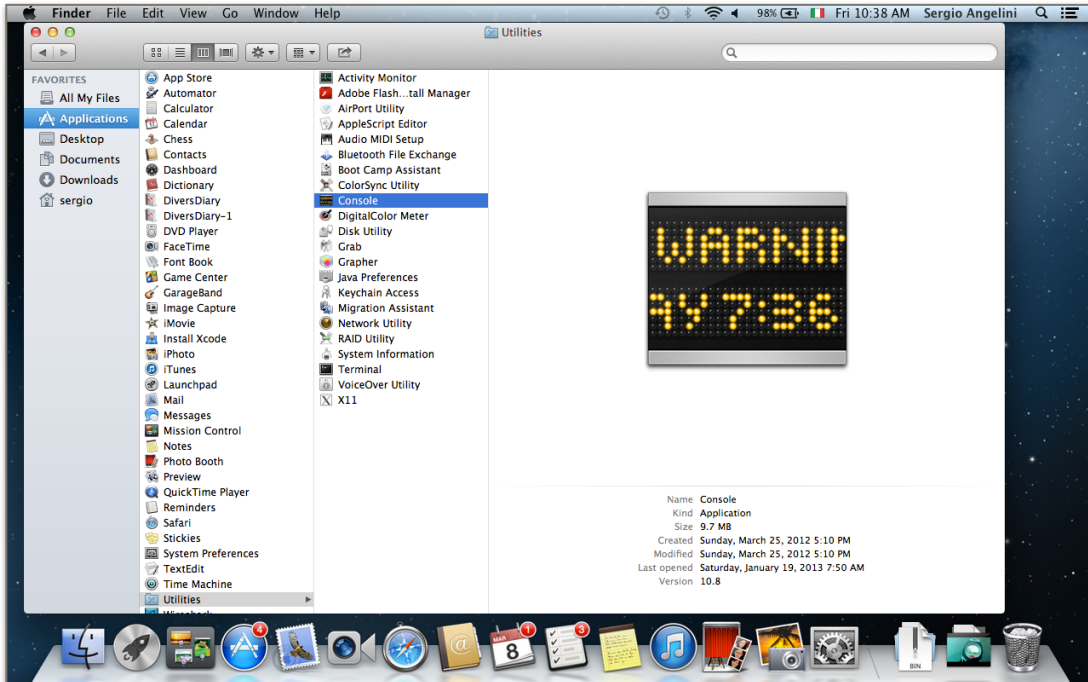 Finder File Edit View Go Window Help
98% Fri 10:38 AM Sergio Angelini
Utilities
FAVORITES
All My Files
Applications
Desktop
Documents
Downloads
sergio
App Store
Automator
Calculator
Calendar
Chess
Contacts
Dashboard
Dictionary
DiversDiary
DiversDiary-1
DVD Player
FaceTime
Font Book
Game Center
GarageBand
Image Capture
iMovie
Install Xcode
iPhoto
iTunes
Launchpad
Mail
Messages
Mission Control
Notes
Photo Booth
Preview
QuickTime Player
Reminders
Safari
Stickies
System Preferences
TextEdit
Time Machine
Utilities
Activity Monitor
Adobe Flash...tall Manager
AirPort Utility
AppleScript Editor
Audio MIDI Setup
Bluetooth File Exchange
Boot Camp Assistant
ColorSync Utility
Console
DigitalColor Meter
Disk Utility
Grab
Grapher
Java Preferences
Keychain Access
Migration Assistant
Network Utility
RAID Utility
System Information
Terminal
VoiceOver Utility
X11
WARNIN
AY 7:36
Name Console
Kind Application
Size 9.7 MB
Created Sunday, March 25, 2012 5:10 PM
Modified Sunday, March 25, 2012 5:10 PM
Last opened Saturday, January 19, 2013 7:50 AM
Version 10.8
4
MAR
8
1
3
BIN